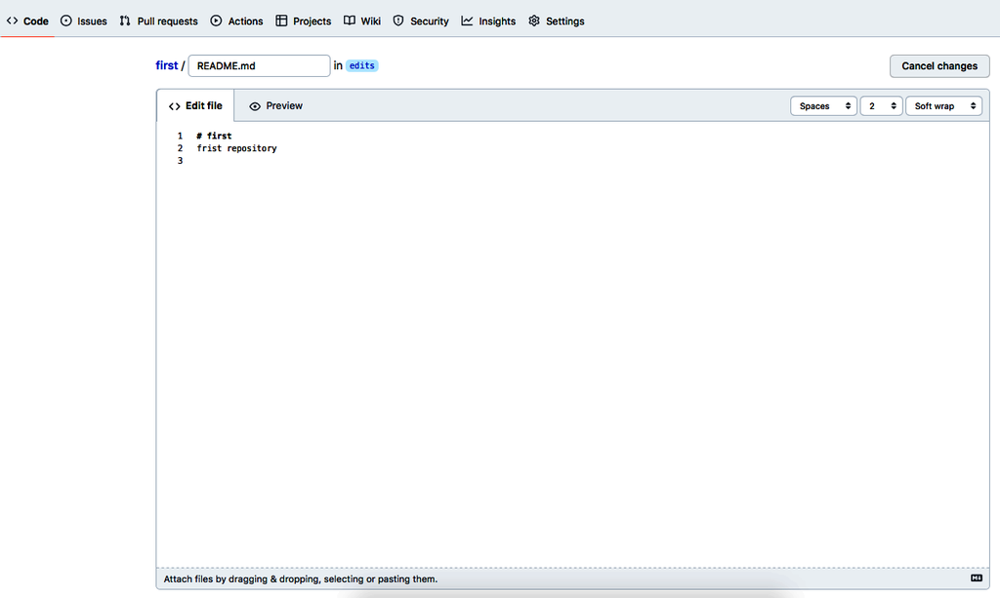 Code Issues Pull requests Actions Projects Wiki Security Insights Settings
first / README.md in edits Cancel changes
Edit file Preview Spaces 2 Soft wrap
1 # first
2 frist repository
3
Attach files by dragging & dropping, selecting or pasting them.